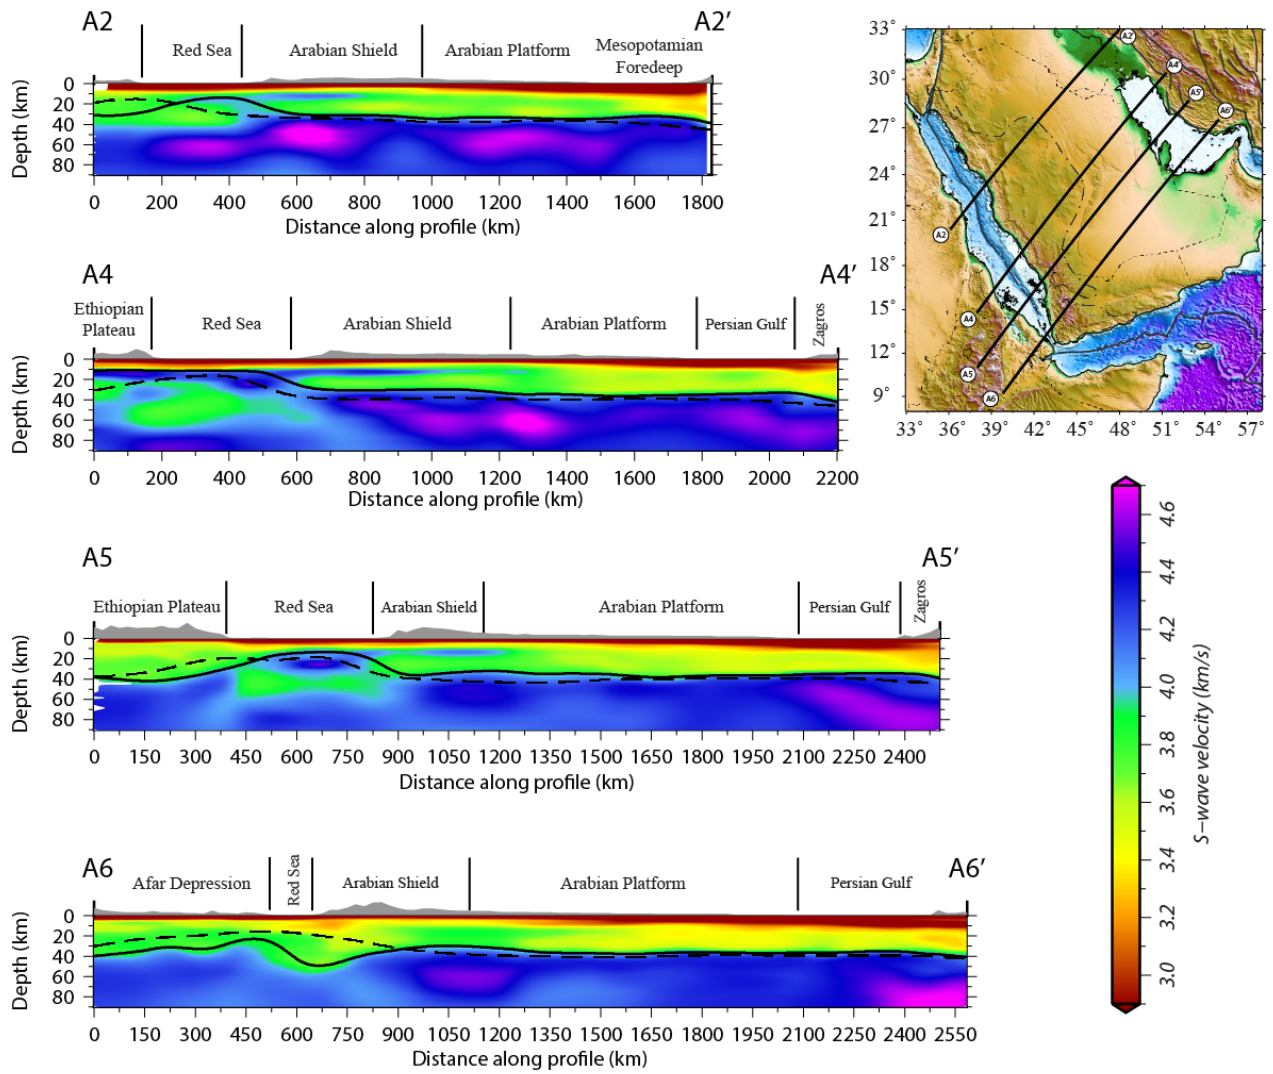 A2
A2′
Red Sea
Arabian Shield
Arabian Platform
Mesopotamian
Foredeep
Depth (km)
0
20
40
60
80
0 200 400 600 800 1000 1200 1400 1600 1800
Distance along profile (km)
A4
A4′
Ethiopian
Plateau
Red Sea
Arabian Shield
Arabian Platform
Persian Gulf
Zagros
Depth (km)
0
20
40
60
80
0 200 400 600 800 1000 1200 1400 1600 1800 2000 2200
Distance along profile (km)
A5
A5′
Ethiopian Plateau
Red Sea
Arabian Shield
Arabian Platform
Persian Gulf
Zagros
Depth (km)
0
20
40
60
80
0 150 300 450 600 750 900 1050 1200 1350 1500 1650 1800 1950 2100 2250 2400
Distance along profile (km)
A6
A6′
Afar Depression
Red Sea
Arabian Shield
Arabian Platform
Persian Gulf
Depth (km)
0
20
40
60
80
0 150 300 450 600 750 900 1050 1200 1350 1500 1650 1800 1950 2100 2250 2400 2550
Distance along profile (km)
33°
30°
27°
24°
21°
18°
15°
12°
9°
33° 36° 39° 42° 45° 48° 51° 54° 57°
A2'
A4'
A5'
A6'
A2
A4
A5
A6
4.6
4.4
4.2
4.0
3.8
3.6
3.4
3.2
3.0
S−wave velocity (km/s)